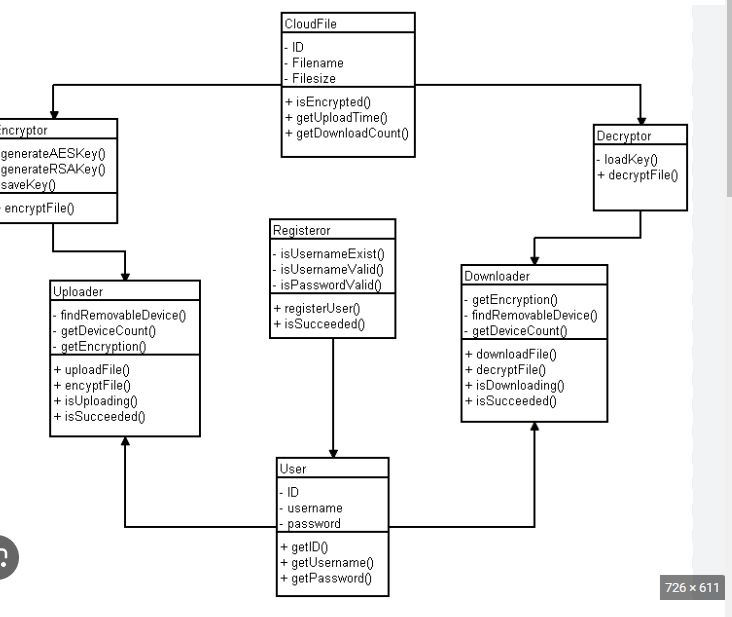 CloudFile
- ID
- Filename
- Filesize
+ isEncrypted()
+ getUploadTime()
+ getDownloadCount()
Encryptor
generateAESKey()
generateRSAKey()
saveKey()
encryptFile()
Decryptor
- loadKey()
+ decryptFile()
Registeror
- isUsernameExist()
- isUsernameValid()
- isPasswordValid()
+ registerUser()
+ isSucceeded()
Uploader
- findRemovableDevice()
- getDeviceCount()
- getEncryption()
+ uploadFile()
+ encyptFile()
+ isUploading()
+ isSucceeded()
Downloader
- getEncryption()
- findRemovableDevice()
- getDeviceCount()
+ downloadFile()
+ decryptFile()
+ isDownloading()
+ isSucceeded()
User
- ID
- username
- password
+ getID()
+ getUsername()
+ getPassword()
726 × 611